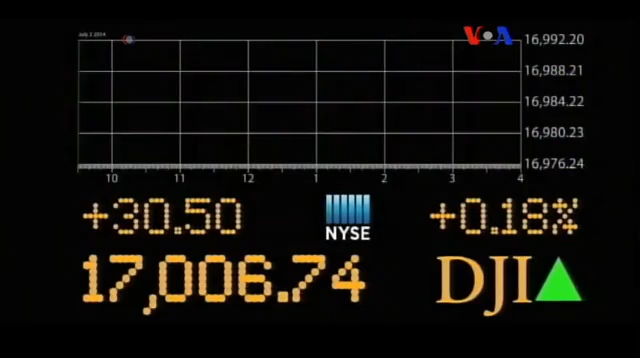 July 3 2014
VOA
16,992.20
16,988.21
16,984.22
16,980.23
16,976.24
10 11 12 1 2 3 4
+30.50 NYSE +0.18%
17,006.74 DJI